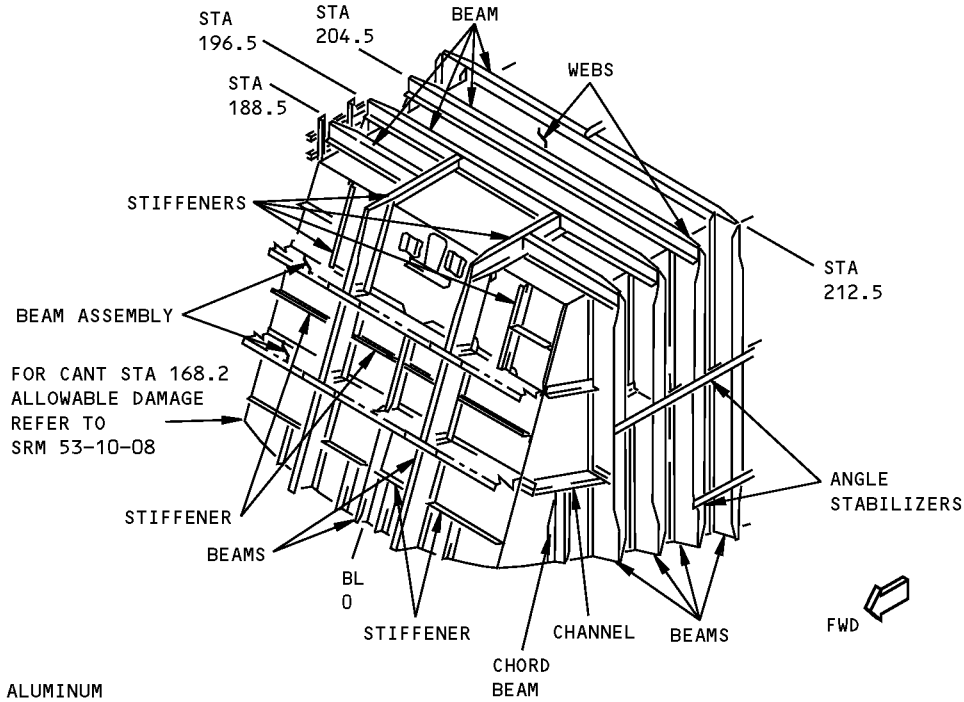 STA
196.5
STA
204.5
BEAM
WEBS
STA
188.5
STIFFENERS
STA
212.5
BEAM ASSEMBLY
FOR CANT STA 168.2
ALLOWABLE DAMAGE
REFER TO
SRM 53-10-08
ANGLE
STABILIZERS
STIFFENER
BEAMS
BL
0
STIFFENER
CHANNEL
BEAMS
FWD
CHORD
BEAM
ALUMINUM